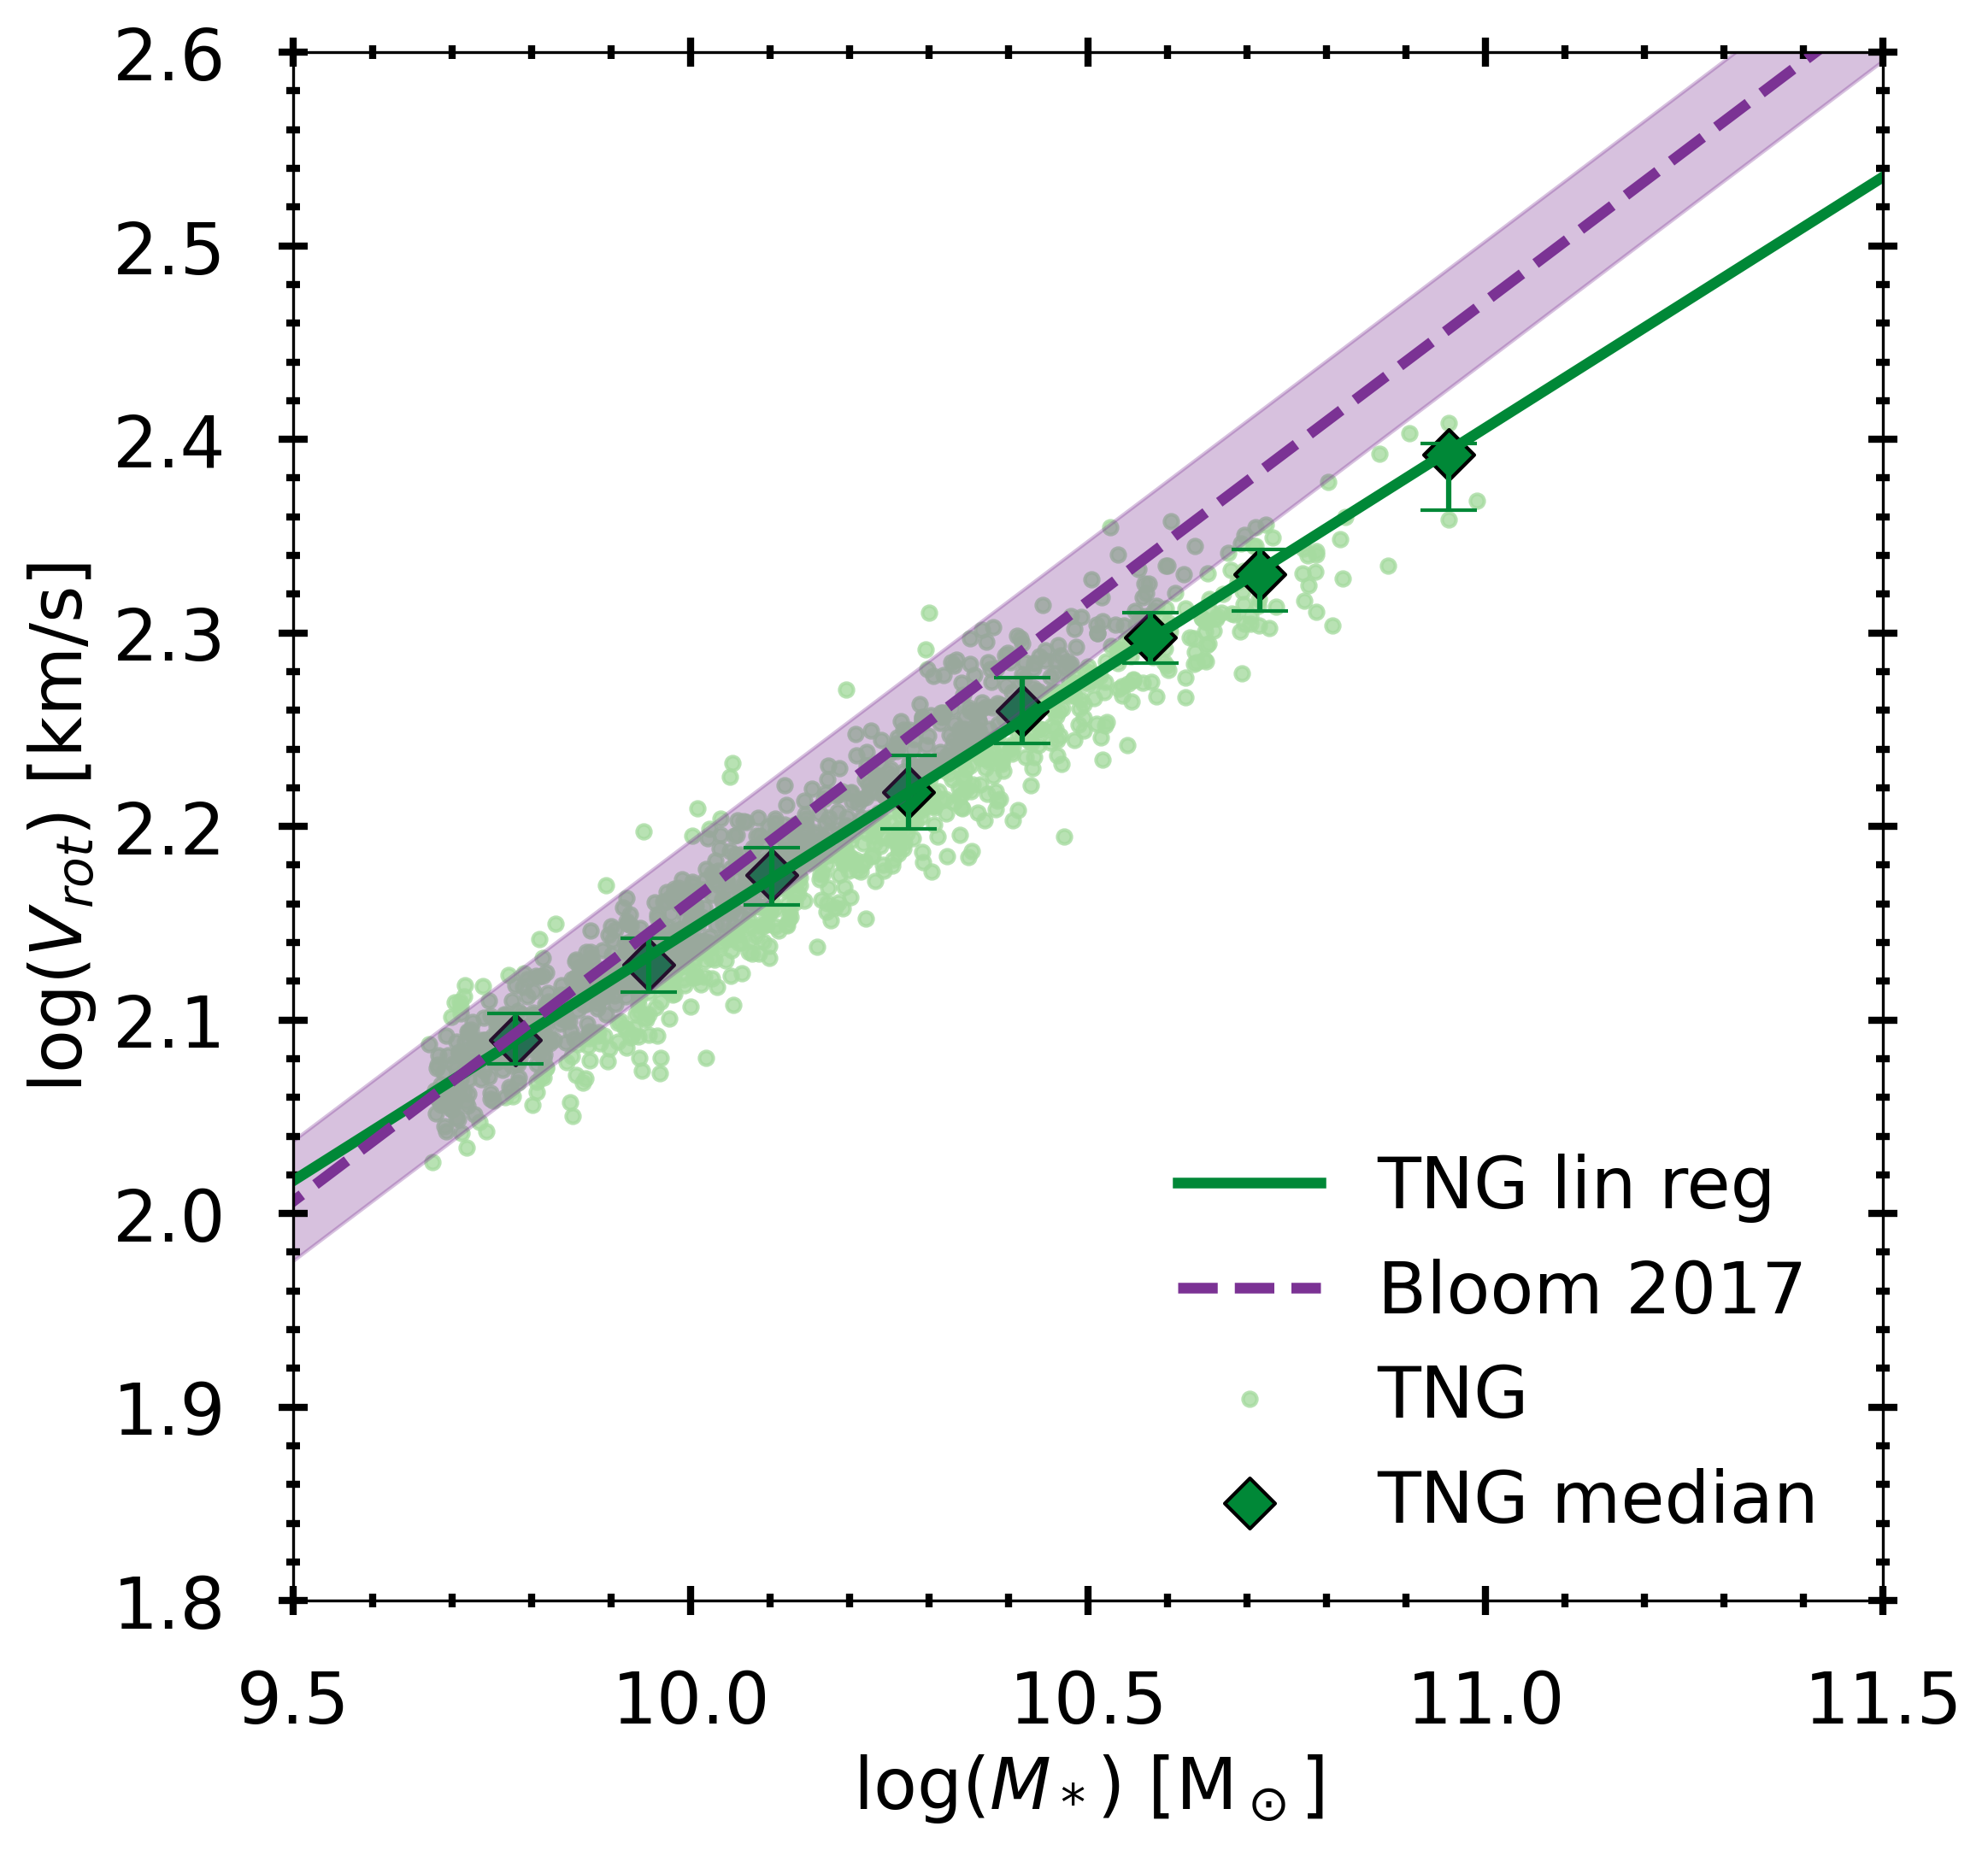 2.6
2.5
2.4
2.3
2.2
2.1
2.0
1.9
1.8
log(V_rot) [km/s]
TNG lin reg
Bloom 2017
TNG
TNG median
9.5 10.0 10.5 11.0 11.5
log(M_*) [M_⊙]